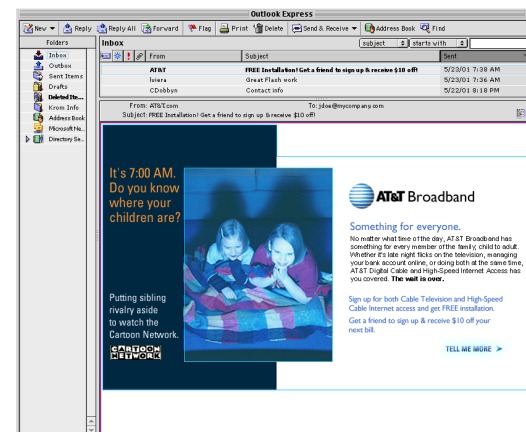 Outlook Express
New Reply Reply All Forward Flag Print Delete Send & Receive Address Book Find
Folders
Inbox
subject starts with
Inbox
Outbox
Sent Items
Drafts
Deleted Ite...
Krom Info
Address Book
Microsoft Ne...
Directory Se...
From Subject Sent
AT&T FREE Installation! Get a friend to sign up & receive $10 off! 5/23/01 7:38 AM
lviera Great Flash work 5/23/01 7:36 AM
CDobbyn Contact info 5/22/01 8:18 PM
From: AT&T.com To: jdoe@mycompany.com
Subject: FREE Installation! Get a friend to sign up & receive $10 off!
It's 7:00 AM.
Do you know
where your
children are?
Putting sibling
rivalry aside
to watch the
Cartoon Network.
CARTOON
NETWORK
AT&T Broadband
Something for everyone.
No matter what time of the day, AT&T Broadband has
something for every member of the family, child to adult.
Whether it's late night flicks on the television, managing
your bank account online, or doing both at the same time,
AT&T Digital Cable and High-Speed Internet Access has
you covered. The wait is over.
Sign up for both Cable Television and High-Speed
Cable Internet access and get FREE installation.
Get a friend to sign up & receive $10 off your
next bill.
TELL ME MORE >